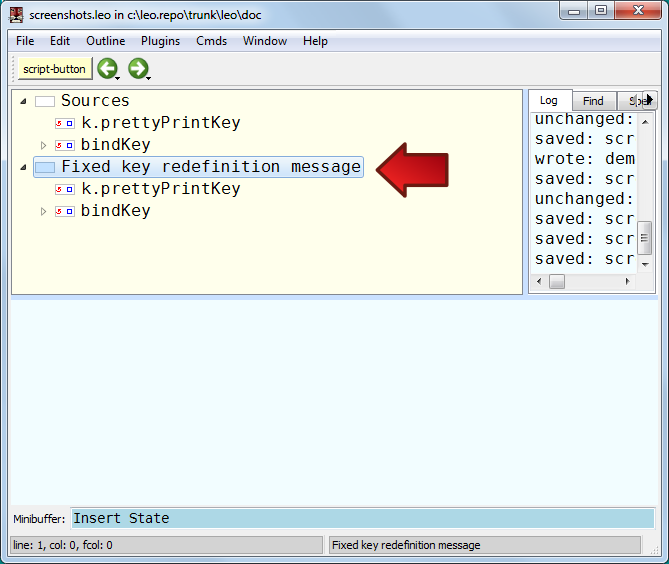 screenshots.leo in c:\leo.repo\trunk\leo\doc
File Edit Outline Plugins Cmds Window Help
script-button
Sources
k.prettyPrintKey
bindKey
Fixed key redefinition message
k.prettyPrintKey
bindKey
Log Find
unchanged:
saved: scr
wrote: dem
saved: scr
unchanged:
saved: scr
saved: scr
saved: scr
Minibuffer: Insert State
line: 1, col: 0, fcol: 0
Fixed key redefinition message